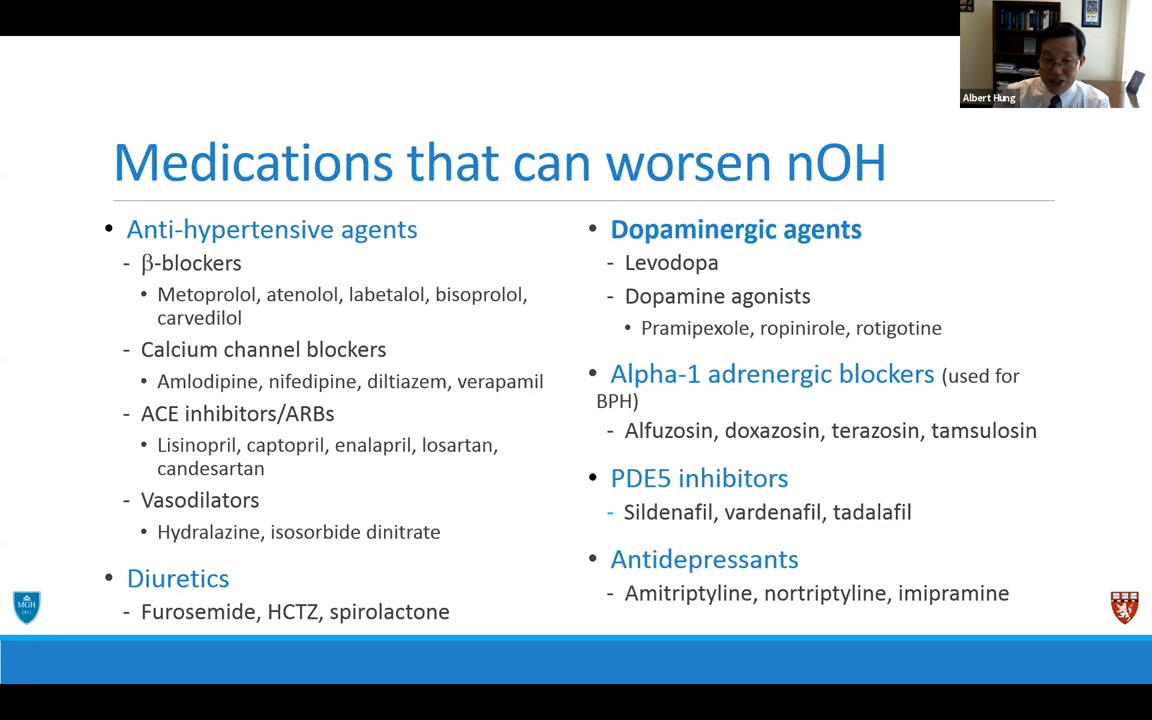 Albert Hung
Medications that can worsen nOH
• Anti-hypertensive agents
- β-blockers
• Metoprolol, atenolol, labetalol, bisoprolol,
carvedilol
- Calcium channel blockers
• Amlodipine, nifedipine, diltiazem, verapamil
- ACE inhibitors/ARBs
• Lisinopril, captopril, enalapril, losartan,
candesartan
- Vasodilators
• Hydralazine, isosorbide dinitrate
• Diuretics
- Furosemide, HCTZ, spirolactone
• Dopaminergic agents
- Levodopa
- Dopamine agonists
• Pramipexole, ropinirole, rotigotine
• Alpha-1 adrenergic blockers (used for
BPH)
- Alfuzosin, doxazosin, terazosin, tamsulosin
• PDE5 inhibitors
- Sildenafil, vardenafil, tadalafil
• Antidepressants
- Amitriptyline, nortriptyline, imipramine
MGH
1811